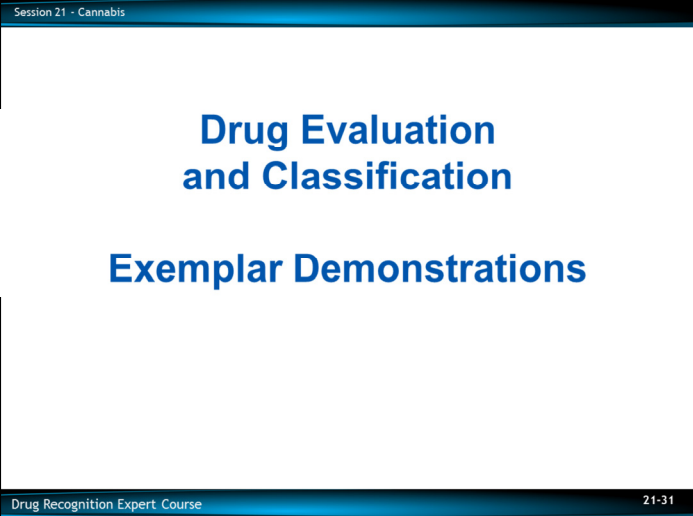 Session 21 - Cannabis
Drug Evaluation
and Classification
Exemplar Demonstrations
Drug Recognition Expert Course
21-31